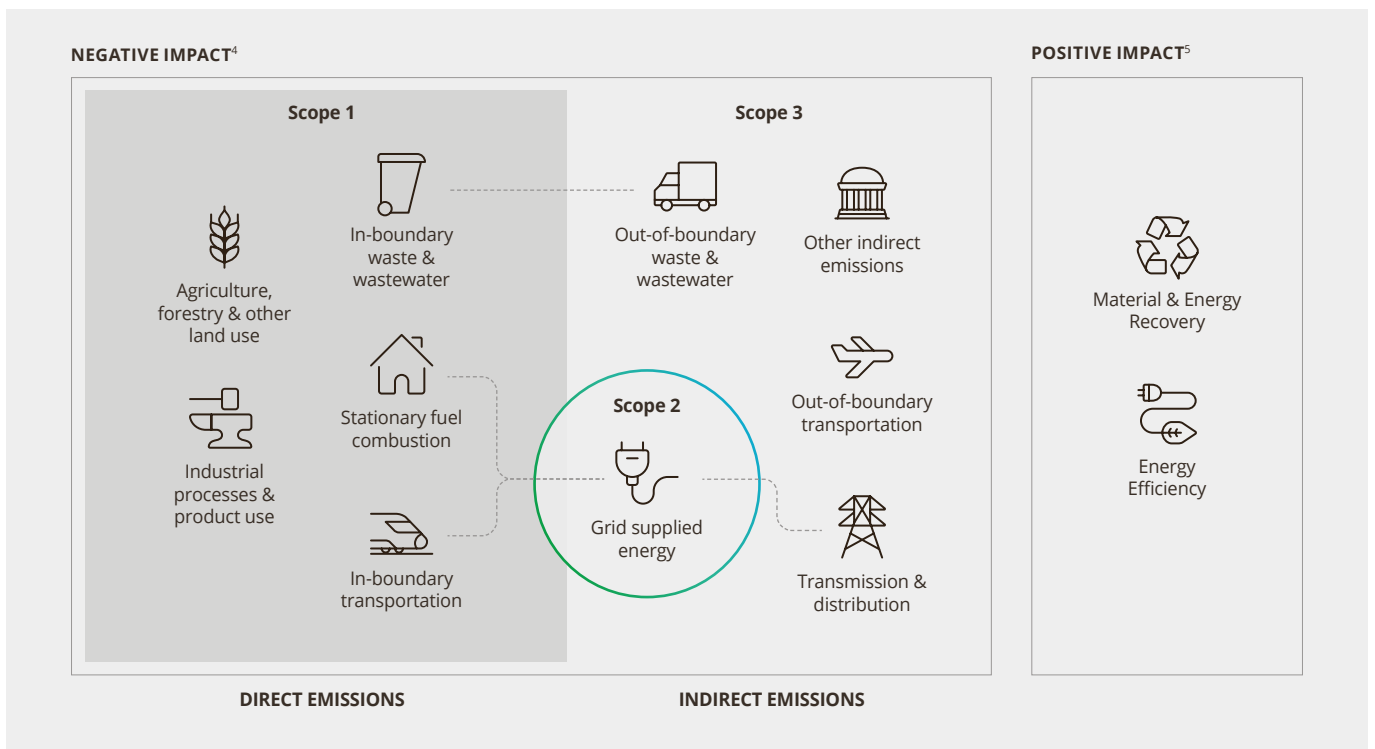 NEGATIVE IMPACT⁴
POSITIVE IMPACT⁵
Scope 1
Scope 3
In-boundary
waste &
wastewater
Out-of-boundary
waste &
wastewater
Other indirect
emissions
Agriculture,
forestry & other
land use
Material & Energy
Recovery
Stationary fuel
combustion
Scope 2
Out-of-boundary
transportation
Industrial
processes &
product use
Energy
Efficiency
Grid supplied
energy
In-boundary
transportation
Transmission &
distribution
DIRECT EMISSIONS
INDIRECT EMISSIONS